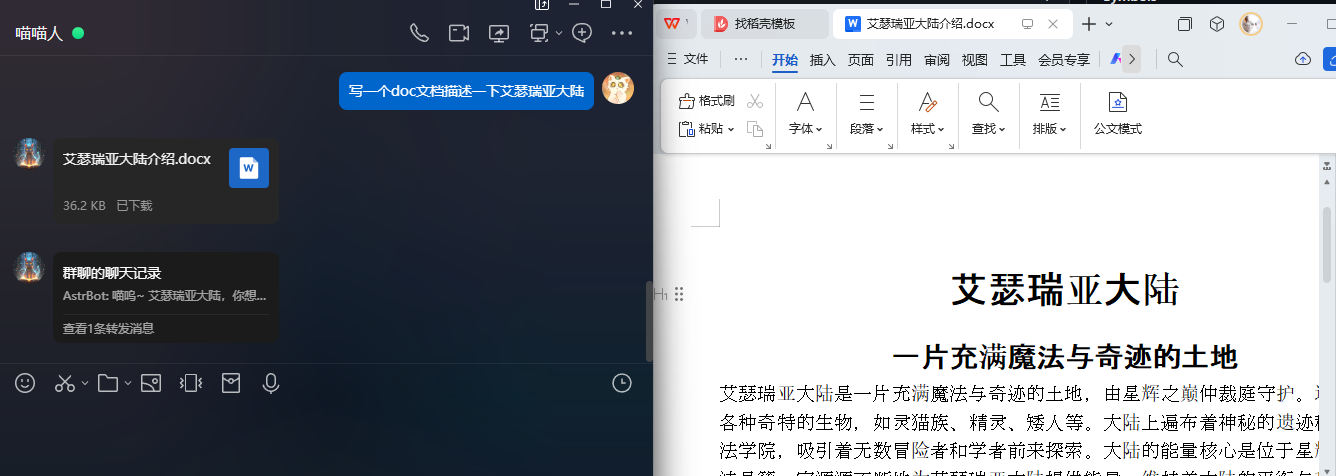 喵喵人
写一个doc文档描述一下艾瑟瑞亚大陆
艾瑟瑞亚大陆介绍.docx
W
36.2 KB 已下载
群聊的聊天记录
AstrBot: 喵呜~ 艾瑟瑞亚大陆，你想...
查看1条转发消息
找稻壳模板
W 艾瑟瑞亚大陆介绍.docx
文件 ... 开始 插入 页面 引用 审阅 视图 工具 会员专享
格式刷
粘贴
字体
段落
样式
查找
排版
公文模式
H1
艾瑟瑞亚大陆
一片充满魔法与奇迹的土地
艾瑟瑞亚大陆是一片充满魔法与奇迹的土地，由星辉之巅仲裁庭守护。
各种奇特的生物，如灵猫族、精灵、矮人等。大陆上遍布着神秘的遗迹
法学院，吸引着无数冒险者和学者前来探索。大陆的能量核心是位于星